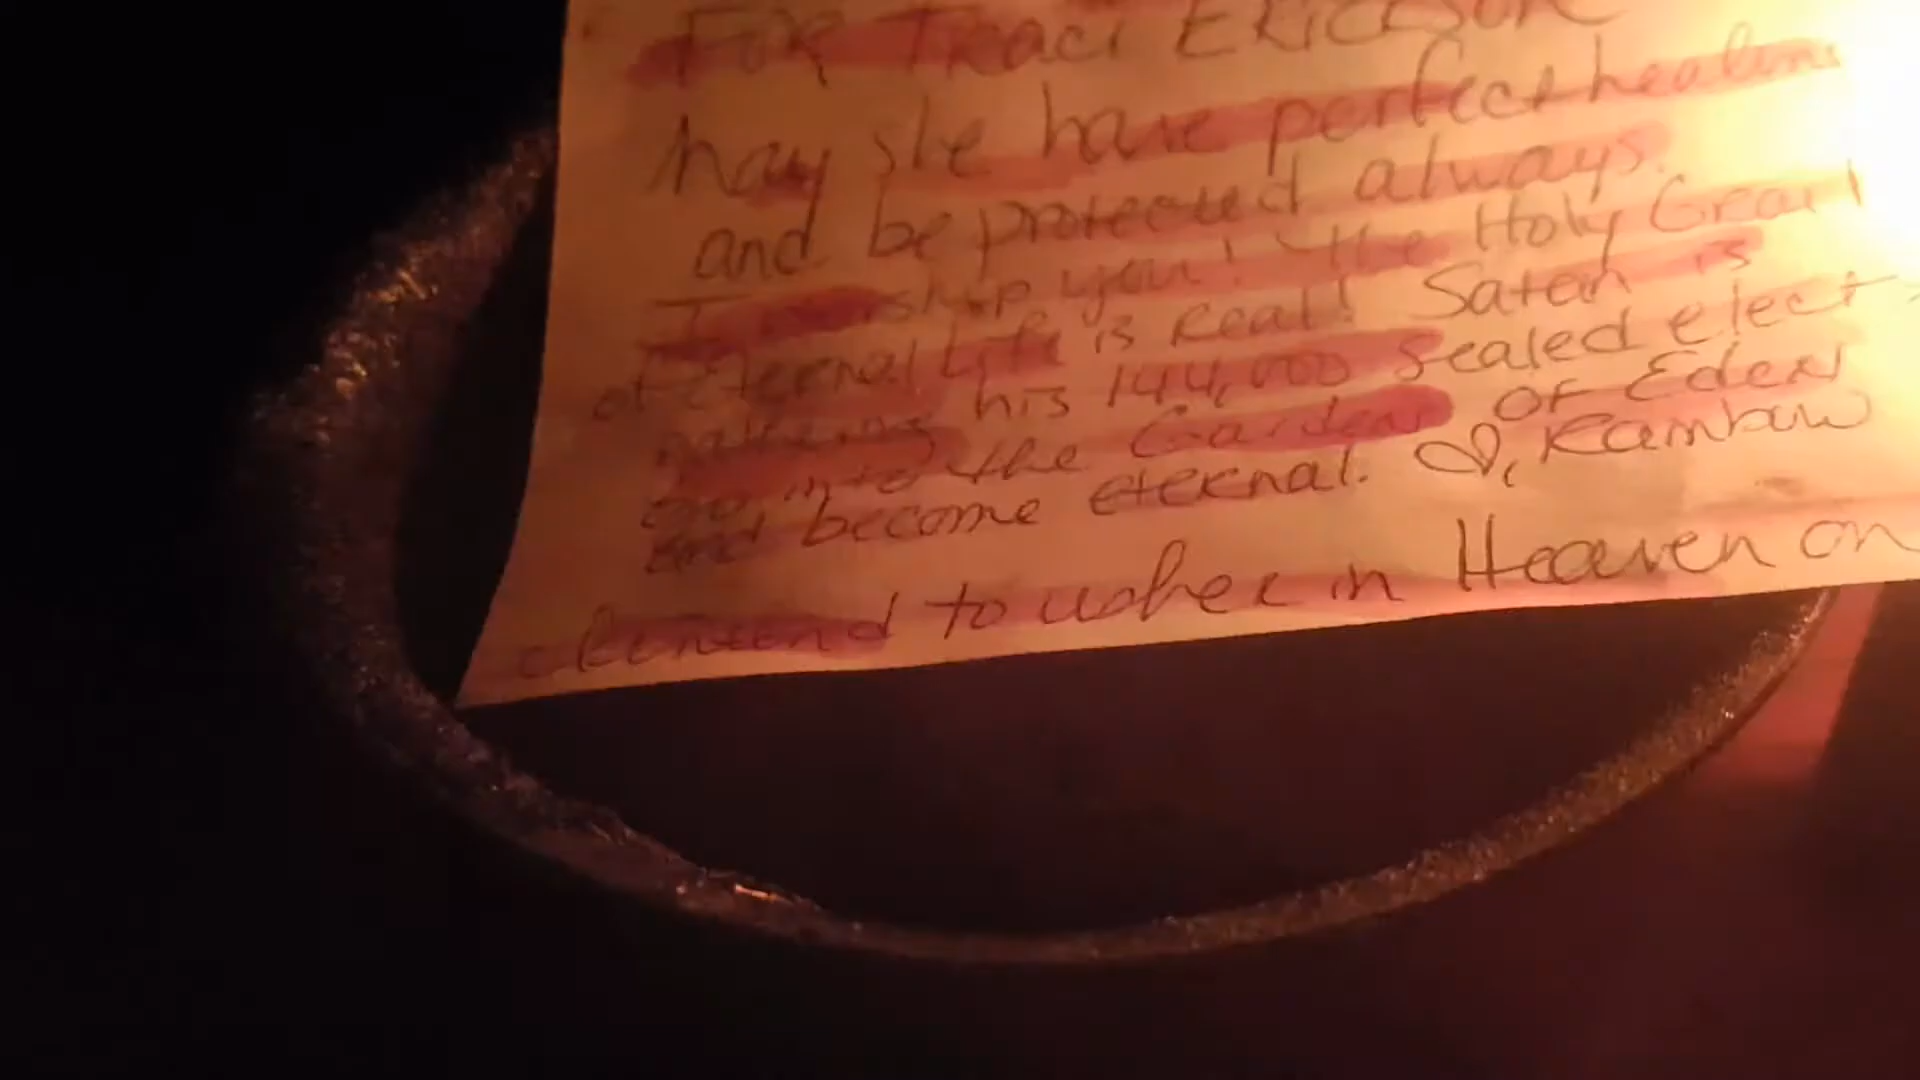 FOR Traci ERICKSON
may she have perfect healing
and be protected always.
I worship you! the Holy Grail
of eternal Life is Real! Satan is
his 144,000 sealed elect
go into the Garden of Eden
and become eternal. ♡, Rainbow
to usher in Heaven on